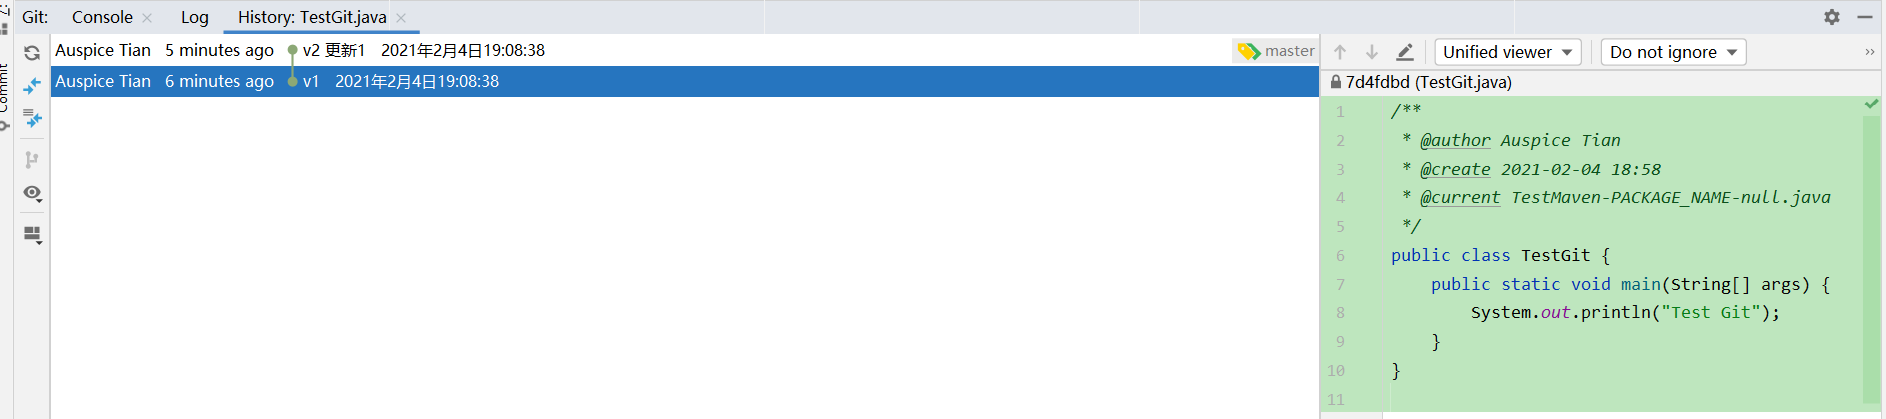 Git: Console Log History: TestGit.java
Commit
Auspice Tian 5 minutes ago v2 更新1 2021年2月4日19:08:38 master
Auspice Tian 6 minutes ago v1 2021年2月4日19:08:38
Unified viewer Do not ignore
7d4fdbd (TestGit.java)
1 /**
2 * @author Auspice Tian
3 * @create 2021-02-04 18:58
4 * @current TestMaven-PACKAGE_NAME-null.java
5 */
6 public class TestGit {
7 public static void main(String[] args) {
8 System.out.println("Test Git");
9 }
10 }
11